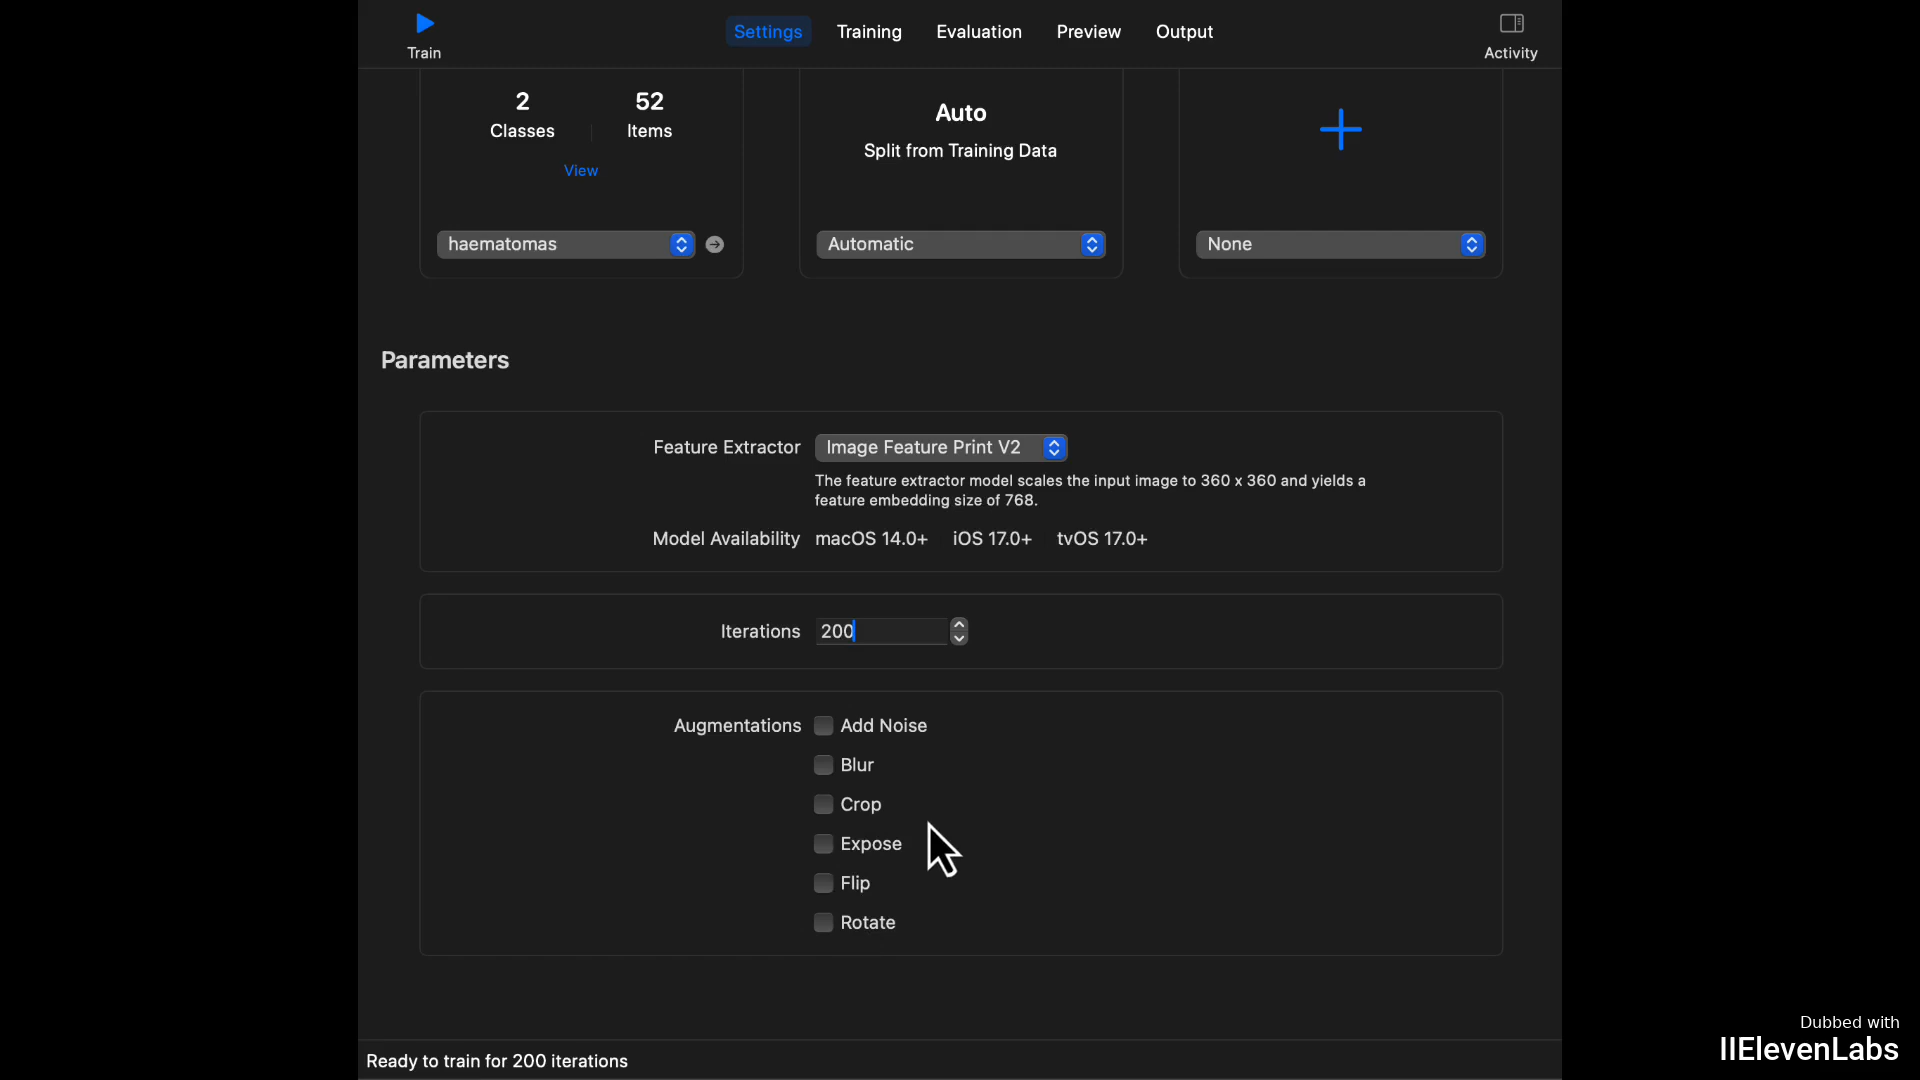 Train
Settings Training Evaluation Preview Output
Activity
2 Classes
52 Items
View
haematomas
Auto
Split from Training Data
Automatic
None
Parameters
Feature Extractor Image Feature Print V2
The feature extractor model scales the input image to 360 x 360 and yields a
feature embedding size of 768.
Model Availability macOS 14.0+ iOS 17.0+ tvOS 17.0+
Iterations 200
Augmentations Add Noise
Blur
Crop
Expose
Flip
Rotate
Ready to train for 200 iterations
Dubbed with
IIElevenLabs